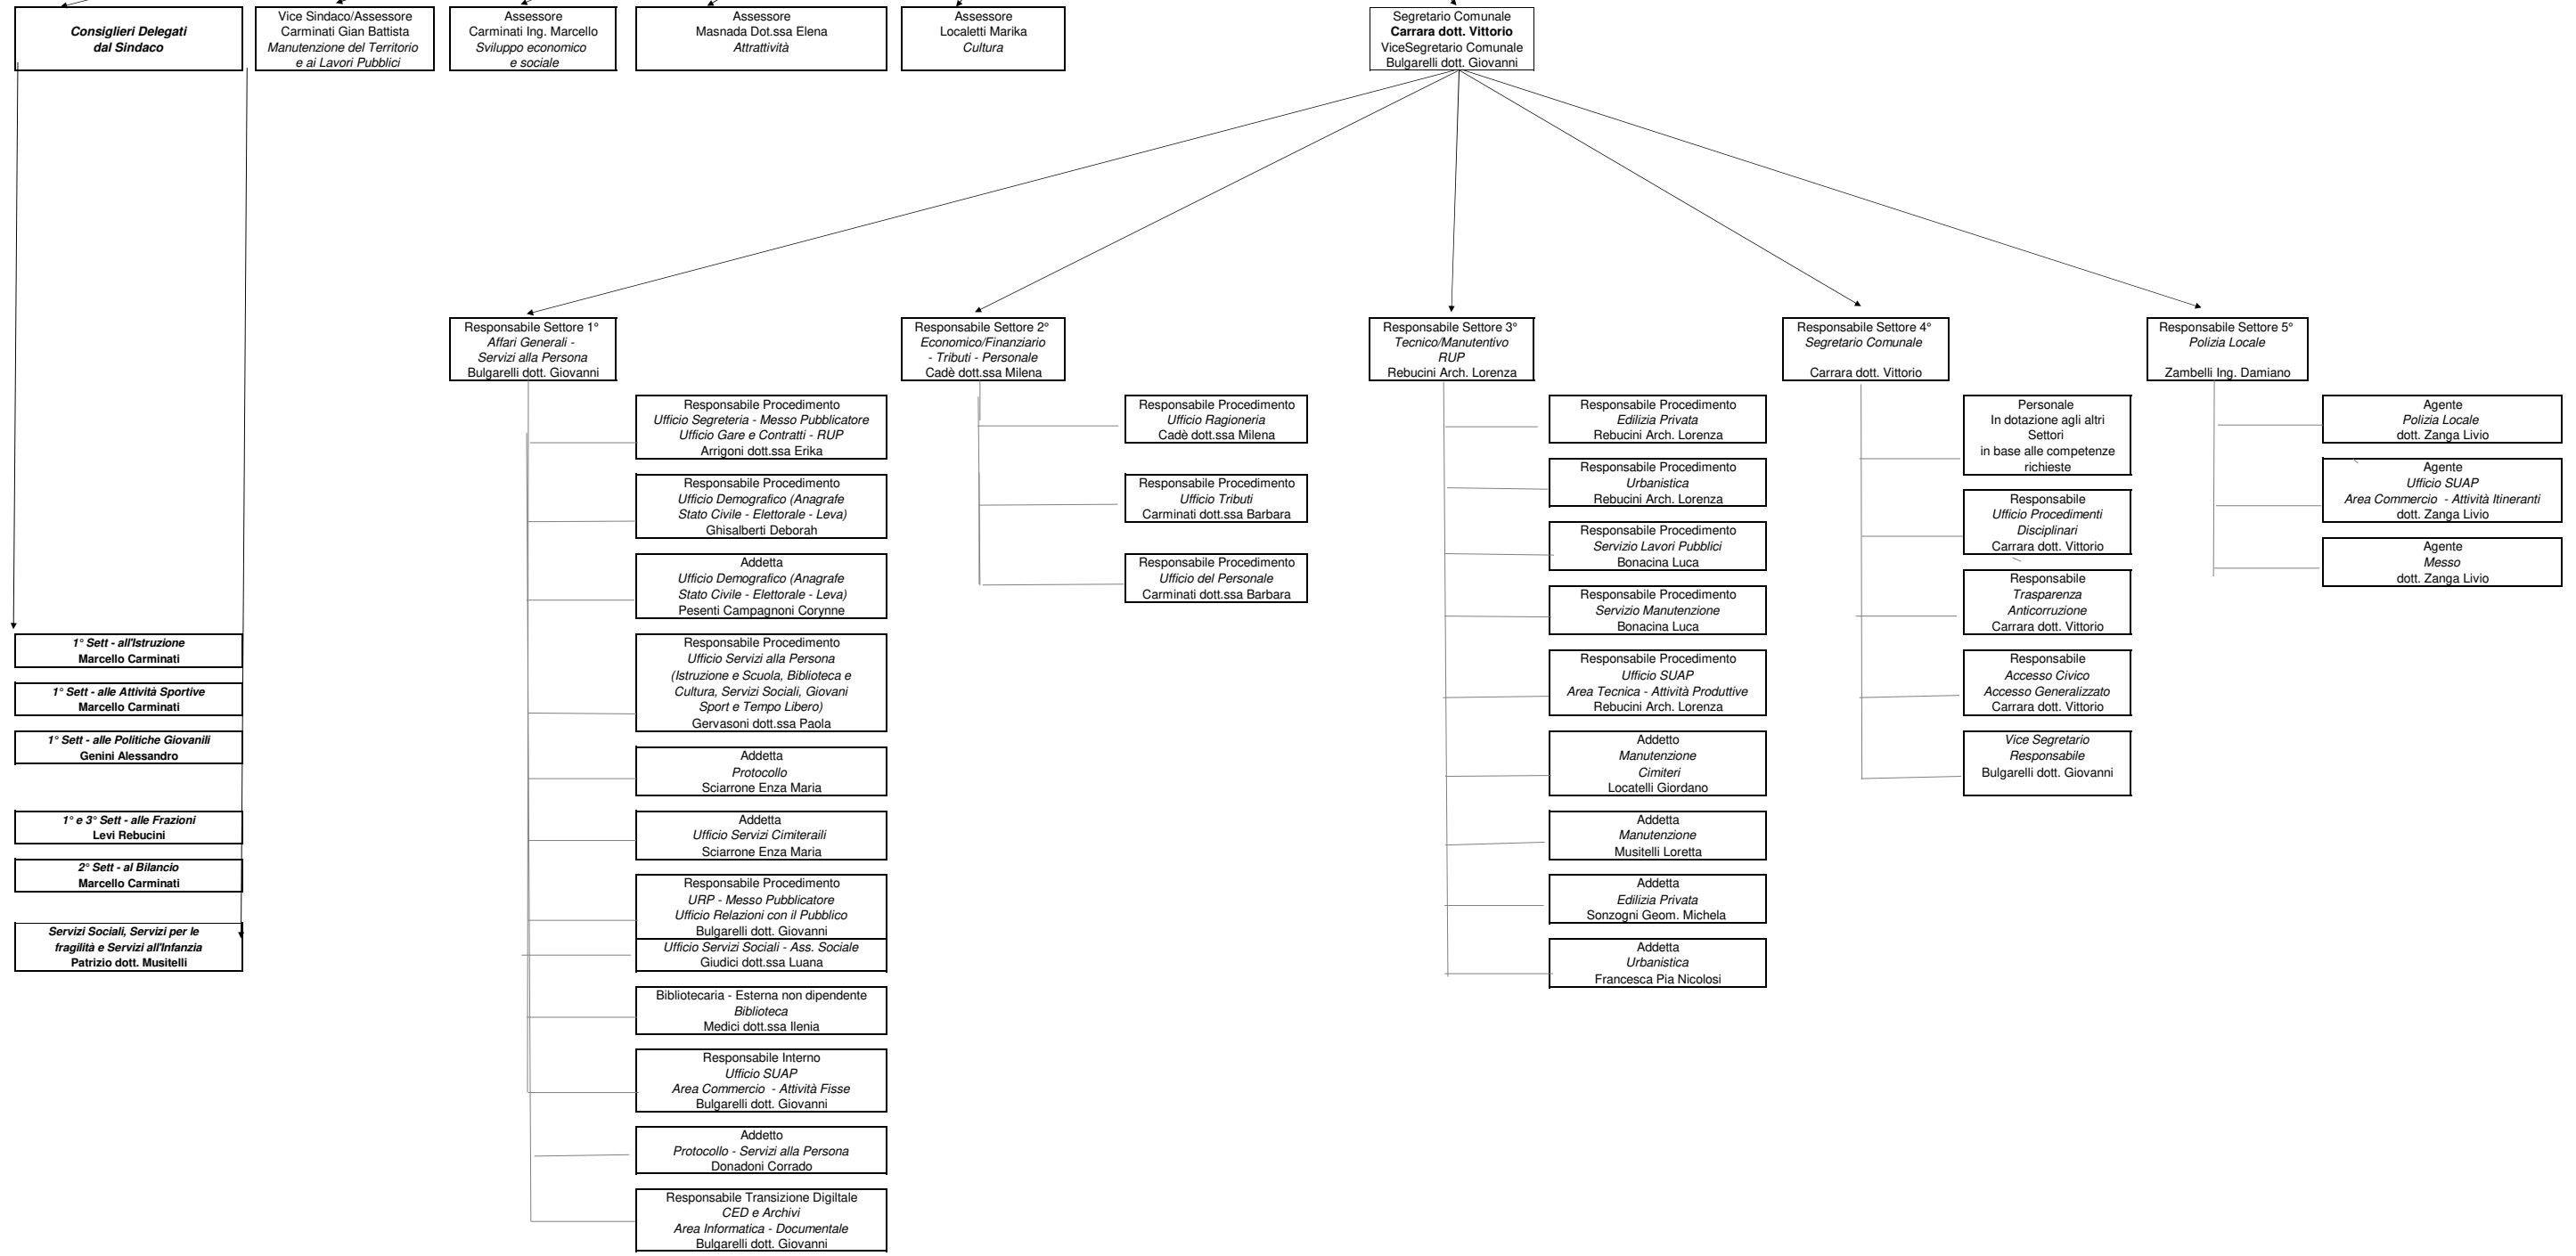 Consiglieri Delegati
dal Sindaco
Vice Sindaco/Assessore
Carminati Gian Battista
Manutenzione del Territorio
e ai Lavori Pubblici
Assessore
Carminati Ing. Marcello
Sviluppo economico
e sociale
Assessore
Masnada Dot.ssa Elena
Attrattività
Assessore
Localetti Marika
Cultura
Segretario Comunale
Carrara dott. Vittorio
ViceSegretario Comunale
Bulgarelli dott. Giovanni
Responsabile Settore 1°
Affari Generali -
Servizi alla Persona
Bulgarelli dott. Giovanni
Responsabile Settore 2°
Economico/Finanziario
- Tributi - Personale
Cadè dott.ssa Milena
Responsabile Settore 3°
Tecnico/Manutentivo
RUP
Rebucini Arch. Lorenza
Responsabile Settore 4°
Segretario Comunale
Carrara dott. Vittorio
Responsabile Settore 5°
Polizia Locale
Zambelli Ing. Damiano
1° Sett - all'Istruzione
Marcello Carminati
1° Sett - alle Attività Sportive
Marcello Carminati
1° Sett - alle Politiche Giovanili
Genini Alessandro
1° e 3° Sett - alle Frazioni
Levi Rebucini
2° Sett - al Bilancio
Marcello Carminati
Servizi Sociali, Servizi per le
fragilità e Servizi all'Infanzia
Patrizio dott. Musitelli
Responsabile Procedimento
Ufficio Segreteria - Messo Pubblicatore
Ufficio Gare e Contratti - RUP
Arrigoni dott.ssa Erika
Responsabile Procedimento
Ufficio Demografico (Anagrafe
Stato Civile - Elettorale - Leva)
Ghisalberti Deborah
Addetta
Ufficio Demografico (Anagrafe
Stato Civile - Elettorale - Leva)
Pesenti Campagnoni Corynne
Responsabile Procedimento
Ufficio Servizi alla Persona
(Istruzione e Scuola, Biblioteca e
Cultura, Servizi Sociali, Giovani
Sport e Tempo Libero)
Gervasoni dott.ssa Paola
Addetta
Protocollo
Sciarrone Enza Maria
Addetta
Ufficio Servizi Cimiteraili
Sciarrone Enza Maria
Responsabile Procedimento
URP - Messo Pubblicatore
Ufficio Relazioni con il Pubblico
Bulgarelli dott. Giovanni
Ufficio Servizi Sociali - Ass. Sociale
Giudici dott.ssa Luana
Bibliotecaria - Esterna non dipendente
Biblioteca
Medici dott.ssa Ilenia
Responsabile Interno
Ufficio SUAP
Area Commercio - Attività Fisse
Bulgarelli dott. Giovanni
Addetto
Protocollo - Servizi alla Persona
Donadoni Corrado
Responsabile Transizione Digiltale
CED e Archivi
Area Informatica - Documentale
Bulgarelli dott. Giovanni
Responsabile Procedimento
Ufficio Ragioneria
Cadè dott.ssa Milena
Responsabile Procedimento
Ufficio Tributi
Carminati dott.ssa Barbara
Responsabile Procedimento
Ufficio del Personale
Carminati dott.ssa Barbara
Responsabile Procedimento
Edilizia Privata
Rebucini Arch. Lorenza
Responsabile Procedimento
Urbanistica
Rebucini Arch. Lorenza
Responsabile Procedimento
Servizio Lavori Pubblici
Bonacina Luca
Responsabile Procedimento
Servizio Manutenzione
Bonacina Luca
Responsabile Procedimento
Ufficio SUAP
Area Tecnica - Attività Produttive
Rebucini Arch. Lorenza
Addetto
Manutenzione
Cimiteri
Locatelli Giordano
Addetta
Manutenzione
Musitelli Loretta
Addetta
Edilizia Privata
Sonzogni Geom. Michela
Addetta
Urbanistica
Francesca Pia Nicolosi
Personale
In dotazione agli altri
Settori
in base alle competenze
richieste
Responsabile
Ufficio Procedimenti
Disciplinari
Carrara dott. Vittorio
Responsabile
Trasparenza
Anticorruzione
Carrara dott. Vittorio
Responsabile
Accesso Civico
Accesso Generalizzato
Carrara dott. Vittorio
Vice Segretario
Responsabile
Bulgarelli dott. Giovanni
Agente
Polizia Locale
dott. Zanga Livio
Agente
Ufficio SUAP
Area Commercio - Attività Itineranti
dott. Zanga Livio
Agente
Messo
dott. Zanga Livio